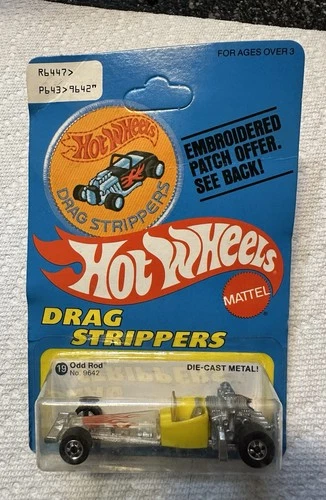 R6447>
P643>9642"
FOR AGES OVER 3
HOT WHEELS
DRAG STRIPPERS
EMBROIDERED
PATCH OFFER.
SEE BACK!
HOT WHEELS
MATTEL
®
DRAG
STRIPPERS
19 Odd Rod
No. 9642
DIE-CAST METAL!